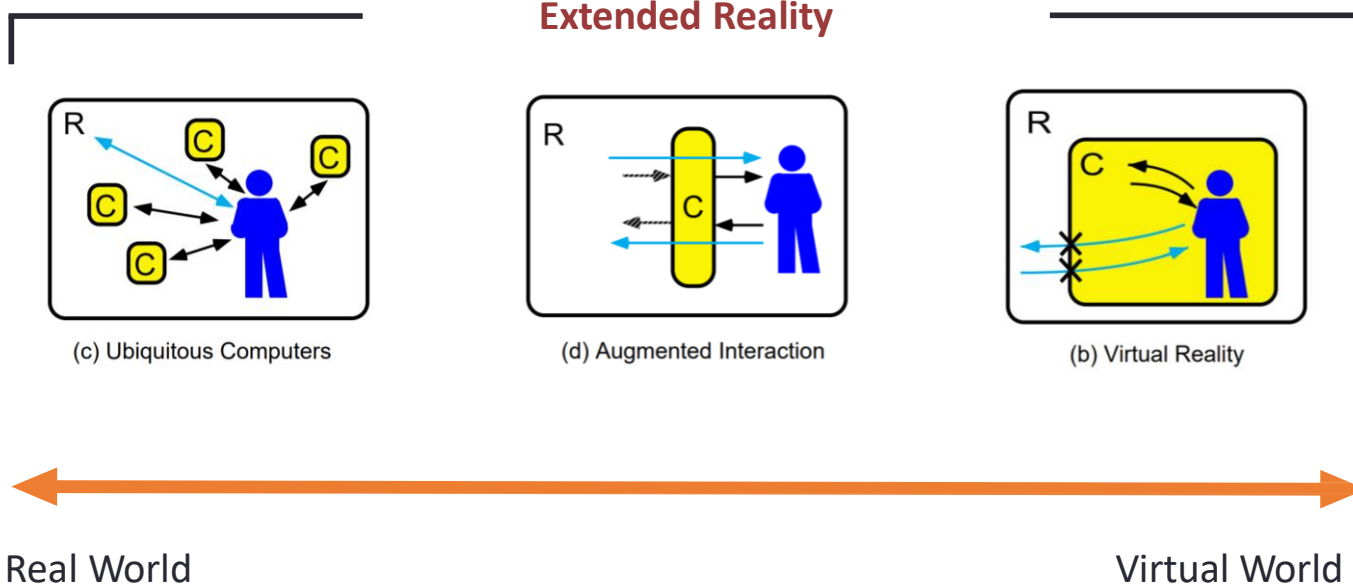 Extended Reality
R
C
C
C
C
(c) Ubiquitous Computers
R
C
(d) Augmented Interaction
R
C
(b) Virtual Reality
Real World
Virtual World